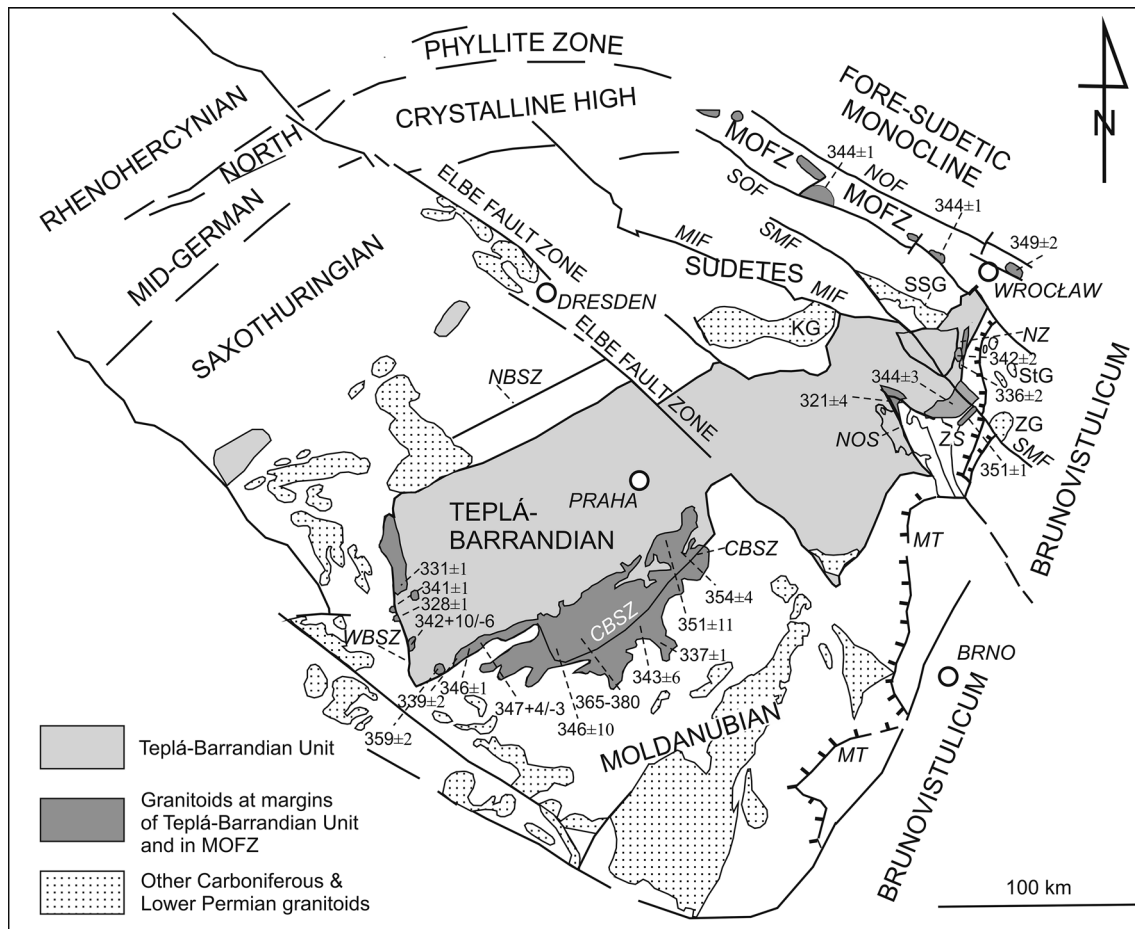 PHYLLITE ZONE
CRYSTALLINE HIGH
NORTH
RHENOHERCYNIAN
MID-GERMAN
SAXOTHURINGIAN
FORE-SUDETIC
MONOCLINE
N
MOFZ
344±1
NOF
SOF
MOFZ
344±1
349±2
ELBE FAULT ZONE
MIF
SMF
SUDETES
SSG
WROCŁAW
DRESDEN
MIF
KG
NZ
342±2
ELBE FAULT ZONE
StG
336±2
344±3
NBSZ
321±4
NOS
ZS
ZG
SMF
351±1
BRUNOVISTULICUM
PRAHA
TEPLÁ-
BARRANDIAN
MT
CBSZ
331±1
341±1
328±1
342+10/-6
354±4
CBSZ
351±11
WBSZ
337±1
BRNO
343±6
346±1
339±2
347+4/-3
365-380
346±10
359±2
MOLDANUBIAN
MT
BRUNOVISTULICUM
Teplá-Barrandian Unit
Granitoids at margins
of Teplá-Barrandian Unit
and in MOFZ
Other Carboniferous &
Lower Permian granitoids
100 km